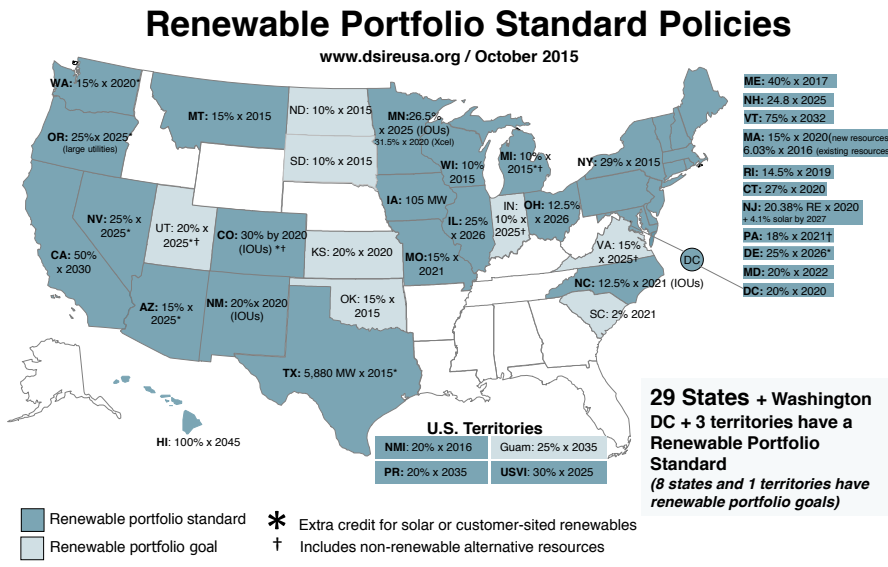 Renewable Portfolio Standard Policies
www.dsireusa.org / October 2015
WA: 15% x 2020*
OR: 25%x 2025*
(large utilities)
CA: 50%
x 2030
NV: 25% x
2025*
UT: 20% x
2025*†
AZ: 15% x
2025*
MT: 15% x 2015
CO: 30% by 2020
(IOUs) *†
NM: 20%x 2020
(IOUs)
ND: 10% x 2015
SD: 10% x 2015
KS: 20% x 2020
OK: 15% x
2015
TX: 5,880 MW x 2015*
MN:26.5%
x 2025 (IOUs)
31.5% x 2020 (Xcel)
IA: 105 MW
MO:15% x
2021
WI: 10%
2015
IL: 25%
x 2026
MI: 10% x
2015*†
IN:
10% x
2025†
OH: 12.5%
x 2026
NY: 29% x 2015
VA: 15%
x 2025†
NC: 12.5% x 2021 (IOUs)
SC: 2% 2021
DC
HI: 100% x 2045
ME: 40% x 2017
NH: 24.8 x 2025
VT: 75% x 2032
MA: 15% x 2020(new resources
6.03% x 2016 (existing resources
RI: 14.5% x 2019
CT: 27% x 2020
NJ: 20.38% RE x 2020
+ 4.1% solar by 2027
PA: 18% x 2021†
DE: 25% x 2026*
MD: 20% x 2022
DC: 20% x 2020
U.S. Territories
NMI: 20% x 2016
Guam: 25% x 2035
PR: 20% x 2035
USVI: 30% x 2025
29 States + Washington
DC + 3 territories have a
Renewable Portfolio
Standard
(8 states and 1 territories have
renewable portfolio goals)
Renewable portfolio standard
Renewable portfolio goal
* Extra credit for solar or customer-sited renewables
† Includes non-renewable alternative resources